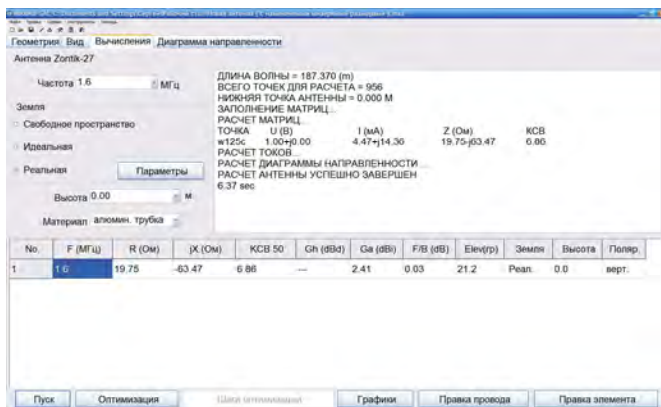 Геометрия Вид Вычисления Диаграмма направленности
Антенна Zontik-27
Частота 1.6 МГц
Земля
Свободное пространство
Идеальная
Реальная Параметры
Высота 0.00 м
Материал алюмин. трубка
ДЛИНА ВОЛНЫ = 187.370 (m)
ВСЕГО ТОЧЕК ДЛЯ РАСЧЕТА = 956
НИЖНЯЯ ТОЧКА АНТЕННЫ = 0.000 М
ЗАПОЛНЕНИЕ МАТРИЦ...
РАСЧЕТ МАТРИЦ...
ТОЧКА U (В) I (мА) Z (Ом) КСВ
w125c 1.00+j0.00 4.47+j14.36 19.75-j63.47 6.86
РАСЧЕТ ТОКОВ...
РАСЧЕТ ДИАГРАММЫ НАПРАВЛЕННОСТИ...
РАСЧЕТ АНТЕННЫ УСПЕШНО ЗАВЕРШЕН
6.37 sec
No. F (МГц) R (Ом) jX (Ом) КСВ 50 Gh (dBd) Ga (dBi) F/B (dB) Elev(гр) Земля Высота Поляр.
1 1.6 19.75 -63.47 6.86 --- 2.41 0.03 21.2 Реал. 0.0 верт.
Пуск Оптимизация Шаги оптимизации Графики Правка провода Правка элемента